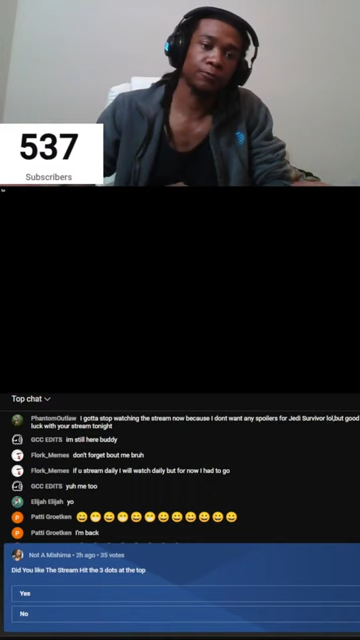 537
Subscribers
Top chat
PhantomOutlaw I gotta stop watching the stream now because I dont want any spoilers for Jedi Survivor lol,but good
luck with your stream tonight
GCC EDITS im still here buddy
Flork_Memes don't forget bout me bruh
Flork_Memes if u stream daily I will watch daily but for now I had to go
GCC EDITS yuh me too
Elijah Elijah yo
P Patti Groetken 😀😁😀😁😀😁😀😀😀😀😀😀
P Patti Groetken I'm back
Not A Mishima • 2h ago • 35 votes
Did You like The Stream Hit the 3 dots at the top
Yes
No